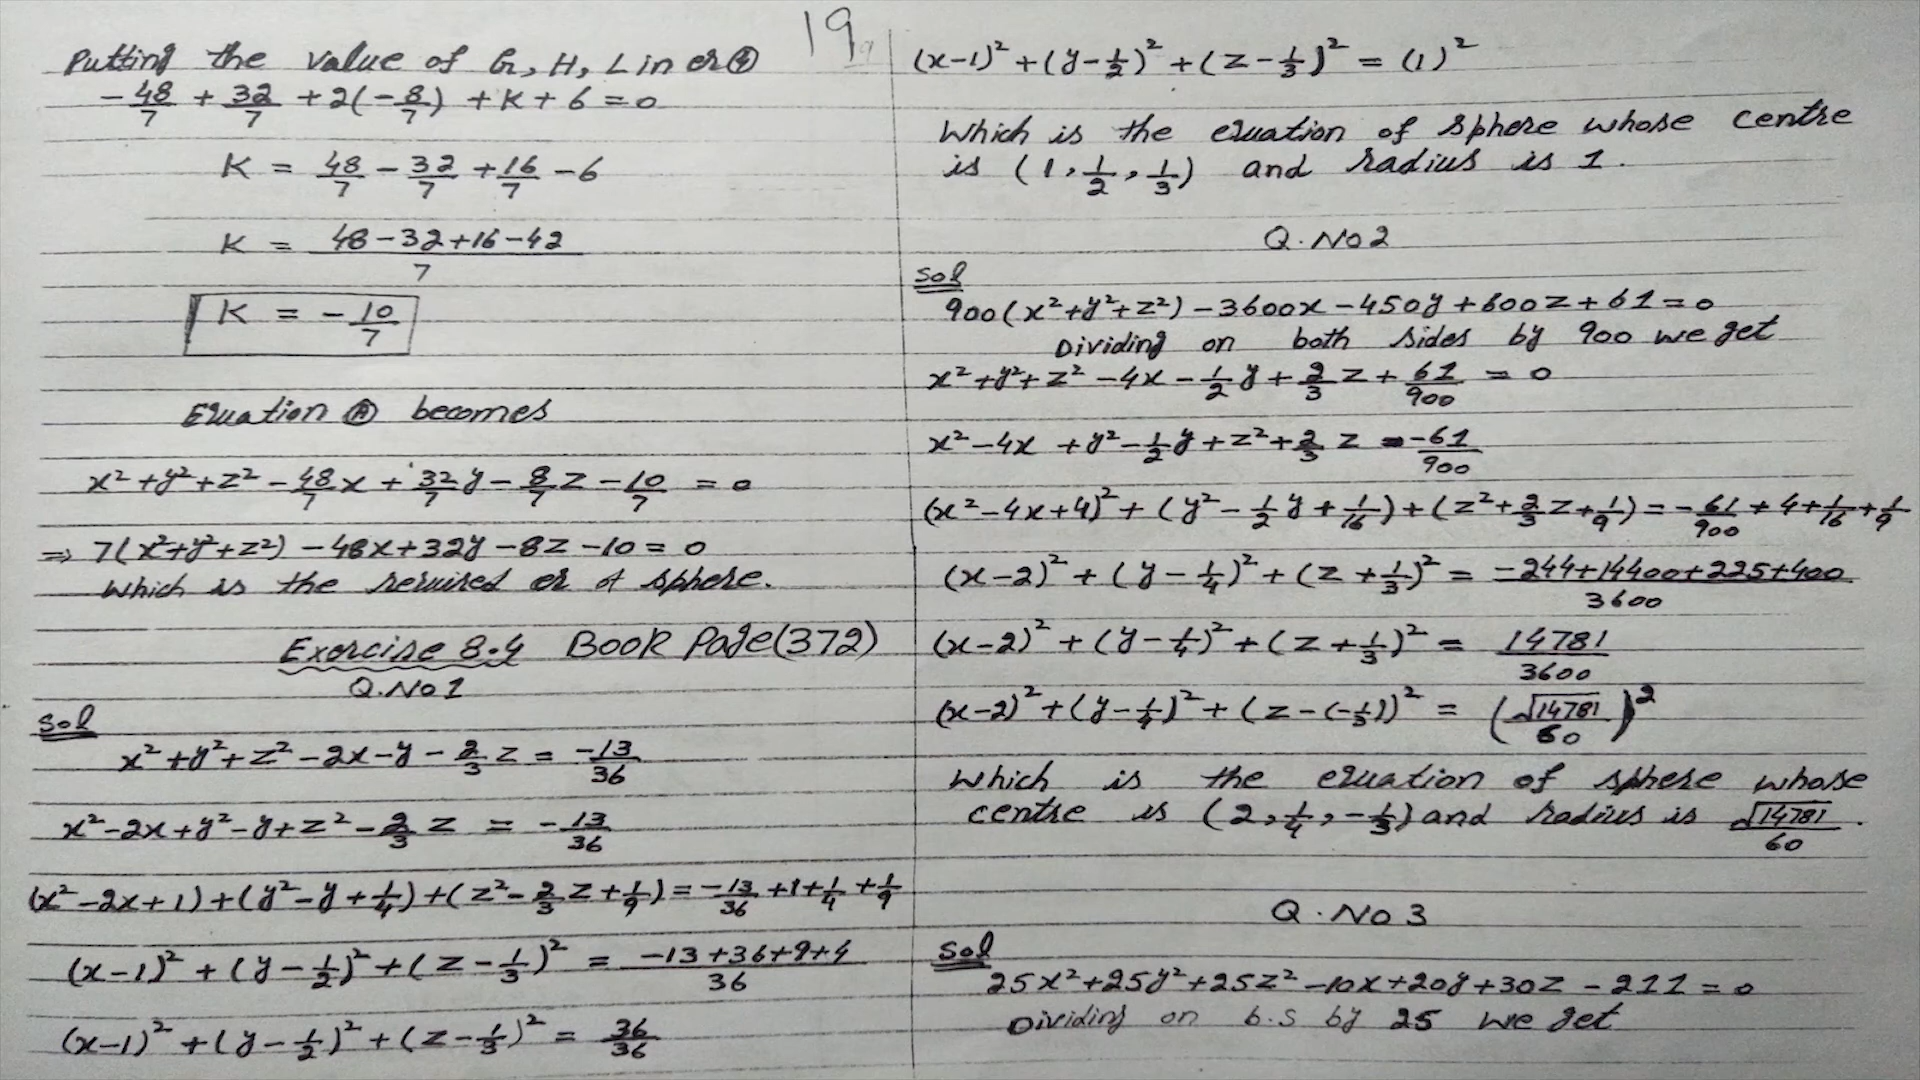 19
Putting the value of G, H, L in eq (4)
-48/7 + 32/7 + 2(-8/7) + K + 6 = 0
K = 48/7 - 32/7 + 16/7 - 6
K = (48-32+16-42)/7
K = -10/7
Equation (A) becomes
x² + y² + z² - 48/7 x + 32/7 y - 8/7 z - 10/7 = 0
⇒ 7(x²+y²+z²) - 48x + 32y - 8z - 10 = 0
Which is the required eq of sphere.
Exercise 8.4 Book Page (372)
Q.No 1
Sol
x² + y² + z² - 2x - y - 2/3 z = -13/36
x² - 2x + y² - y + z² - 2/3 z = -13/36
(x² - 2x + 1) + (y² - y + 1/4) + (z² - 2/3 z + 1/9) = -13/36 + 1 + 1/4 + 1/9
(x-1)² + (y - 1/2)² + (z - 1/3)² = (-13+36+9+4)/36
(x-1)² + (y - 1/2)² + (z - 1/3)² = 36/36
(x-1)² + (y - 1/2)² + (z - 1/3)² = (1)²
Which is the equation of sphere whose centre
is (1, 1/2, 1/3) and radius is 1.
Q.No 2
Sol
900(x²+y²+z²) - 3600x - 450y + 600z + 61 = 0
Dividing on both sides by 900 we get
x² + y² + z² - 4x - 1/2 y + 2/3 z + 61/900 = 0
x² - 4x + y² - 1/2 y + z² + 2/3 z = -61/900
(x² - 4x + 4)² + (y² - 1/2 y + 1/16) + (z² + 2/3 z + 1/9) = -61/900 + 4 + 1/16 + 1/9
(x-2)² + (y - 1/4)² + (z + 1/3)² = (-244+14400+225+400)/3600
(x-2)² + (y - 1/4)² + (z + 1/3)² = 14781/3600
(x-2)² + (y - 1/4)² + (z - (-1/3))² = (√14781/60)²
Which is the equation of sphere whose
centre is (2, 1/4, -1/3) and radius is √14781/60.
Q.No 3
Sol
25x² + 25y² + 25z² - 10x + 20y + 30z - 211 = 0
Dividing on b.s by 25 we get